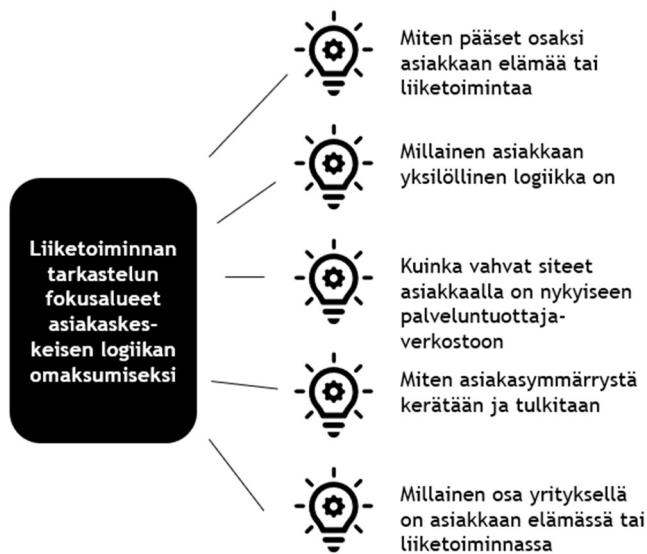 Liiketoiminnan
tarkastelun
fokusalueet
asiakaskes-
keisen logiikan
omaksumiseksi
Miten pääset osaksi
asiakkaan elämää tai
liiketoimintaa
Millainen asiakkaan
yksilöllinen logiikka on
Kuinka vahvat siteet
asiakkaalla on nykyiseen
palveluntuottaja-
verkostoon
Miten asiakasymmärrystä
kerätään ja tulkitaan
Millainen osa yrityksellä
on asiakkaan elämässä tai
liiketoiminnassa